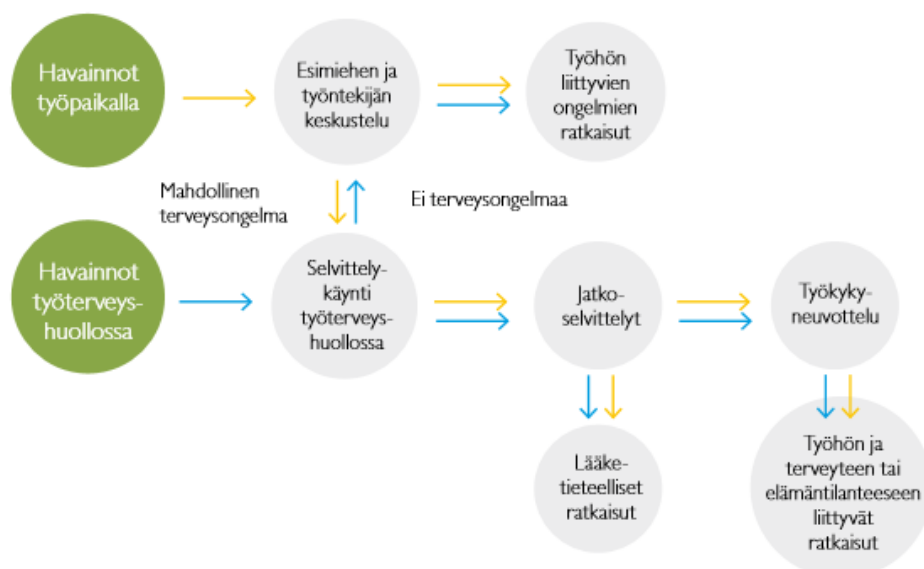 Havainnot
työpaikalla
Esimiehen ja
työntekijän
keskustelu
Työhön
liittyvien
ongelmien
ratkaisut
Mahdollinen
terveysongelma
Ei terveysongelmaa
Havainnot
työterveys-
huollossa
Selvittely-
käynti
työterveys-
huollossa
Jatko-
selvittelyt
Työkyky-
neuvottelu
Lääke-
tieteelliset
ratkaisut
Työhön ja
terveyteen tai
elämäntilanteeseen
liittyvät
ratkaisut